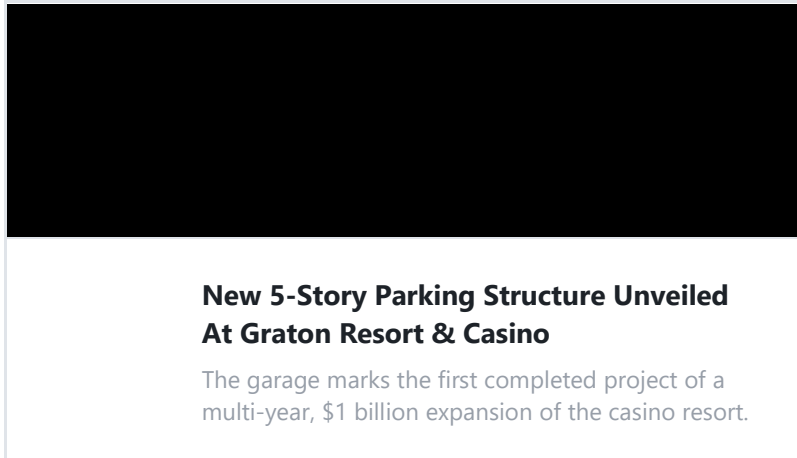 New 5-Story Parking Structure Unveiled
At Graton Resort & Casino
The garage marks the first completed project of a
multi-year, $1 billion expansion of the casino resort.